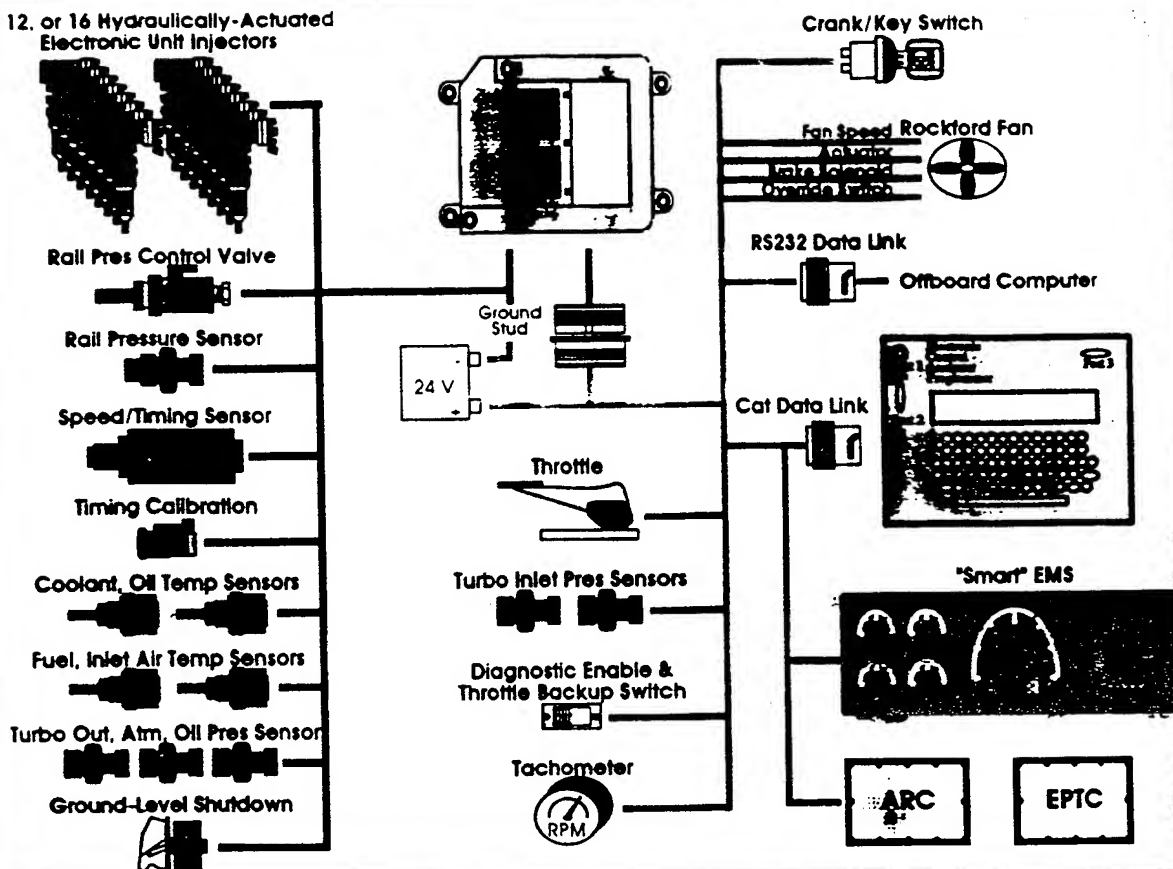 12, or 16 Hydraulically-Actuated
Electronic Unit Injectors
Rail Pres Control Valve
Rail Pressure Sensor
Speed/Timing Sensor
Timing Calibration
Coolant, Oil Temp Sensors
Fuel, Inlet Air Temp Sensors
Turbo Out, Atm, Oil Pres Sensor
Ground-Level Shutdown
Ground
Stud
24 V
-
+
Throttle
Turbo Inlet Pres Sensors
Diagnostic Enable &
Throttle Backup Switch
Tachometer
RPM
Crank/Key Switch
Fan Speed
Rockford Fan
Actuator
Brake Solenoid
Override Switch
RS232 Data Link
Offboard Computer
Cat Data Link
"Smart" EMS
ARC
EPTC